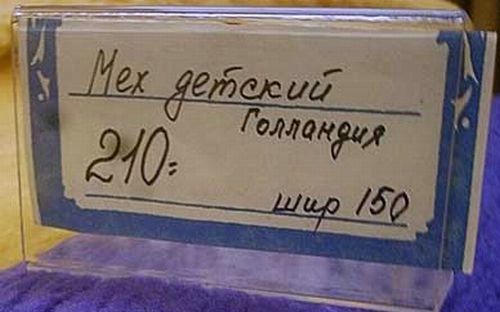 Мех детский
Голландия
210=
шир 150